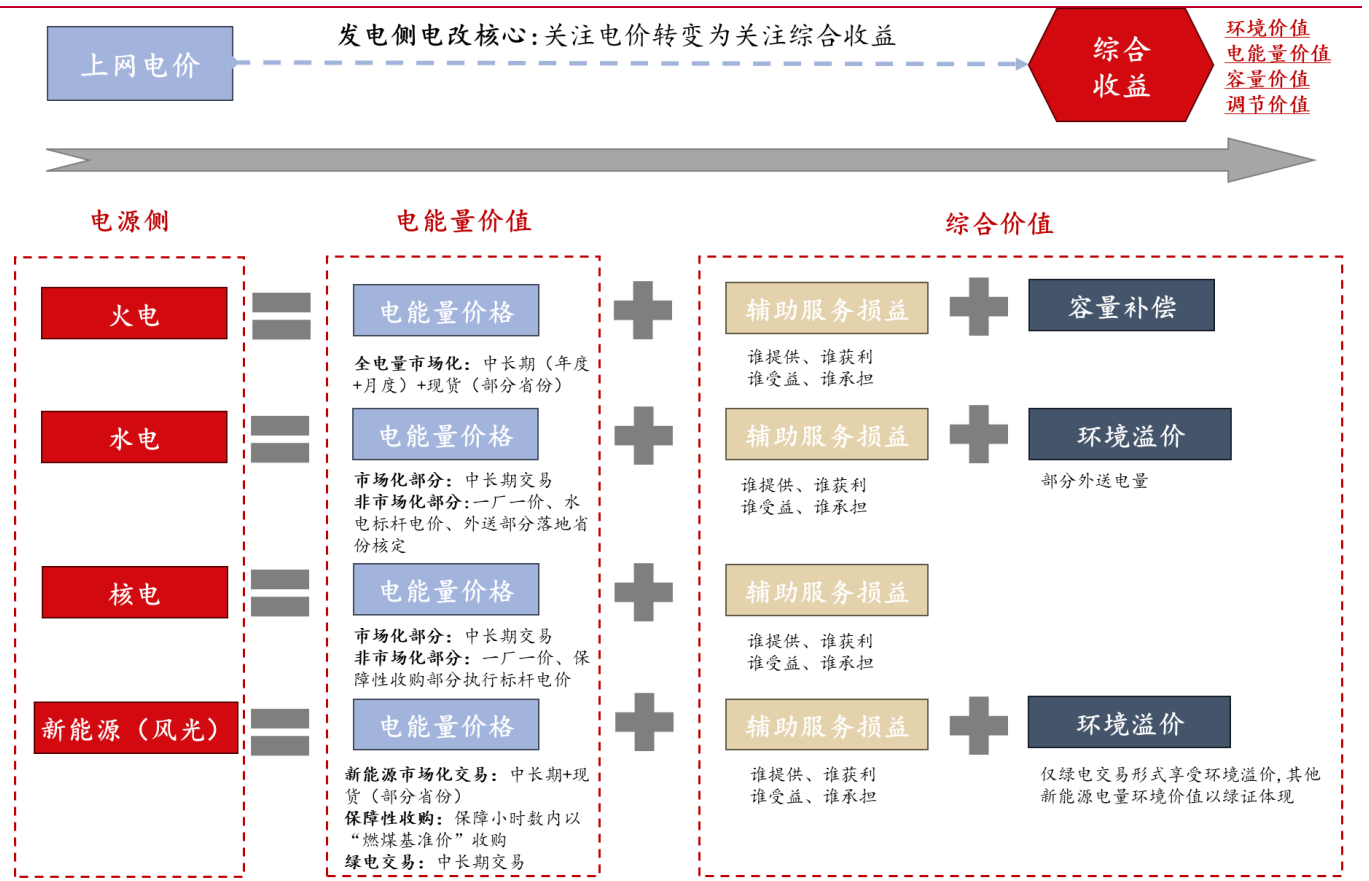 发电侧电改核心:关注电价转变为关注综合收益
上网电价
综合
收益
环境价值
电能量价值
容量价值
调节价值
电源侧
电能量价值
综合价值
火电
电能量价格
辅助服务损益
容量补偿
全电量市场化：中长期（年度
+月度）+现货（部分省份）
谁提供、谁获利
谁受益、谁承担
水电
电能量价格
辅助服务损益
环境溢价
市场化部分：中长期交易
非市场化部分:一厂一价、水
电标杆电价、外送部分落地省
份核定
谁提供、谁获利
谁受益、谁承担
部分外送电量
核电
电能量价格
辅助服务损益
市场化部分：中长期交易
非市场化部分：一厂一价、保
障性收购部分执行标杆电价
谁提供、谁获利
谁受益、谁承担
新能源（风光）
电能量价格
辅助服务损益
环境溢价
新能源市场化交易：中长期+现
货（部分省份）
保障性收购：保障小时数内以
“燃煤基准价”收购
绿电交易：中长期交易
谁提供、谁获利
谁受益、谁承担
仅绿电交易形式享受环境溢价,其他
新能源电量环境价值以绿证体现